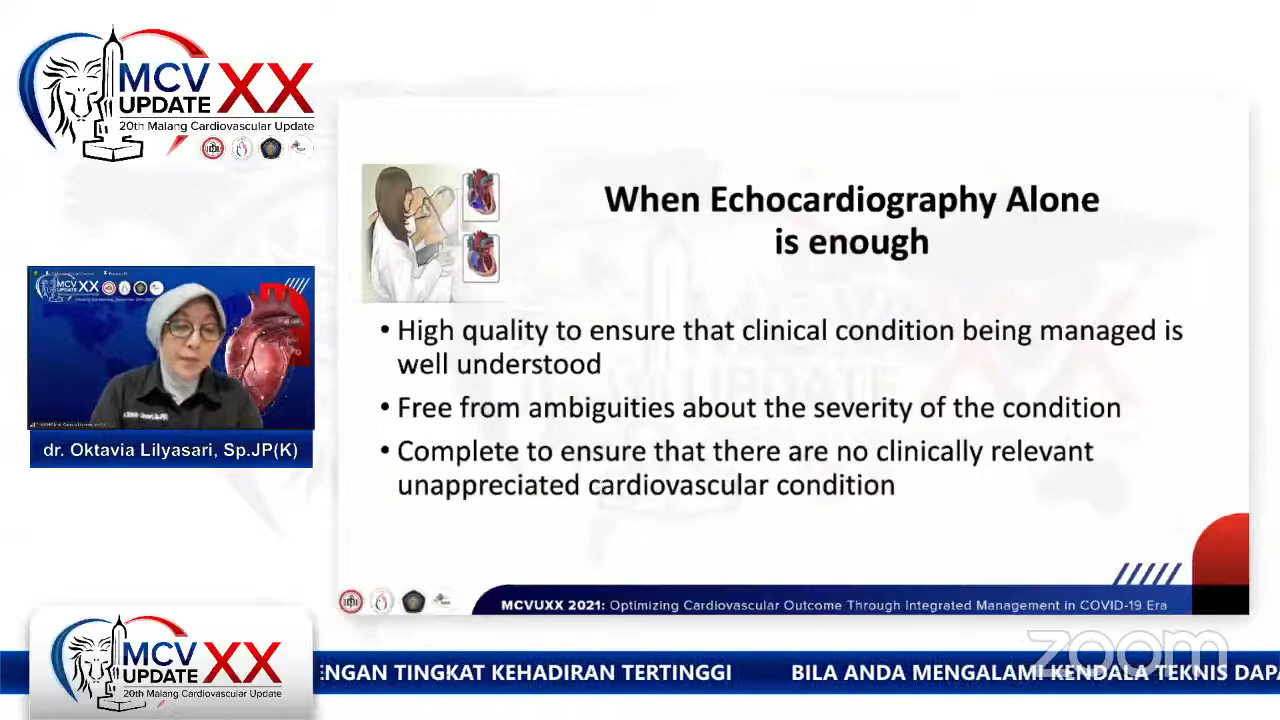 MCV XX
UPDATE
20th Malang Cardiovascular Update
When Echocardiography Alone
is enough
• High quality to ensure that clinical condition being managed is
well understood
• Free from ambiguities about the severity of the condition
• Complete to ensure that there are no clinically relevant
unappreciated cardiovascular condition
MCV XX
UPDATE
dr. Oktavia Lilyasari, Sp.JP(K)
MCVUXX 2021: Optimizing Cardiovascular Outcome Through Integrated Management in COVID-19 Era
zoom
MCV XX
UPDATE
20th Malang Cardiovascular Update
ENGAN TINGKAT KEHADIRAN TERTINGGI
BILA ANDA MENGALAMI KENDALA TEKNIS DAPA